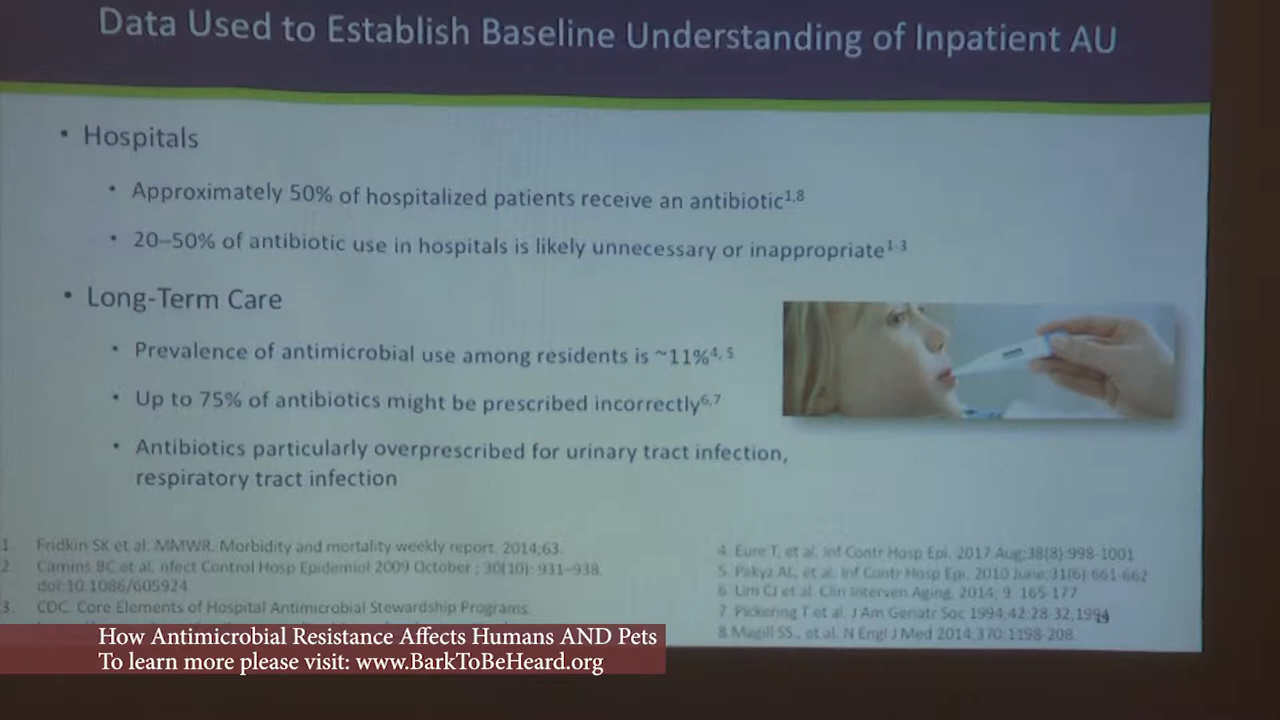 Data Used to Establish Baseline Understanding of Inpatient AU
• Hospitals
• Approximately 50% of hospitalized patients receive an antibiotic1,8
• 20–50% of antibiotic use in hospitals is likely unnecessary or inappropriate1-3
• Long-Term Care
• Prevalence of antimicrobial use among residents is ~11%4, 5
• Up to 75% of antibiotics might be prescribed incorrectly6,7
• Antibiotics particularly overprescribed for urinary tract infection,
respiratory tract infection
1 Fridkin SK et al. MMWR. Morbidity and mortality weekly report. 2014;63.
2 Camins BC et al. nfect Control Hosp Epidemiol 2009 October ; 30(10): 931–938.
doi:10.1086/605924
3. CDC. Core Elements of Hospital Antimicrobial Stewardship Programs.
4. Eure T, et al. Inf Contr Hosp Epi. 2017 Aug;38(8):998-1001
5. Pakyz AL, et al. Inf Contr Hosp Epi. 2010 June;31(6):661-662
6. Lim CJ et al. Clin Interven Aging. 2014; 9: 165-177
7. Pickering T et al. J Am Geriatr Soc 1994;42:28-32,1994
8.Magill SS., et al. N Engl J Med 2014;370:1198-208.
How Antimicrobial Resistance Affects Humans AND Pets
To learn more please visit: www.BarkToBeHeard.org